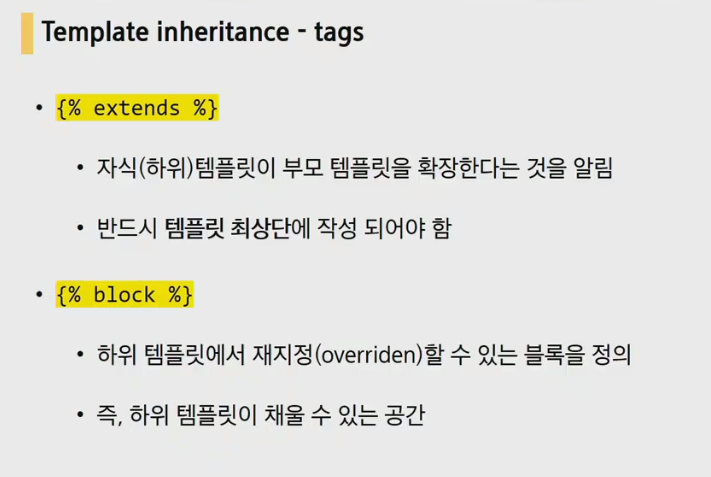 Template inheritance - tags
• {% extends %}
• 자식(하위)템플릿이 부모 템플릿을 확장한다는 것을 알림
• 반드시 템플릿 최상단에 작성 되어야 함
• {% block %}
• 하위 템플릿에서 재지정(overriden)할 수 있는 블록을 정의
• 즉, 하위 템플릿이 채울 수 있는 공간